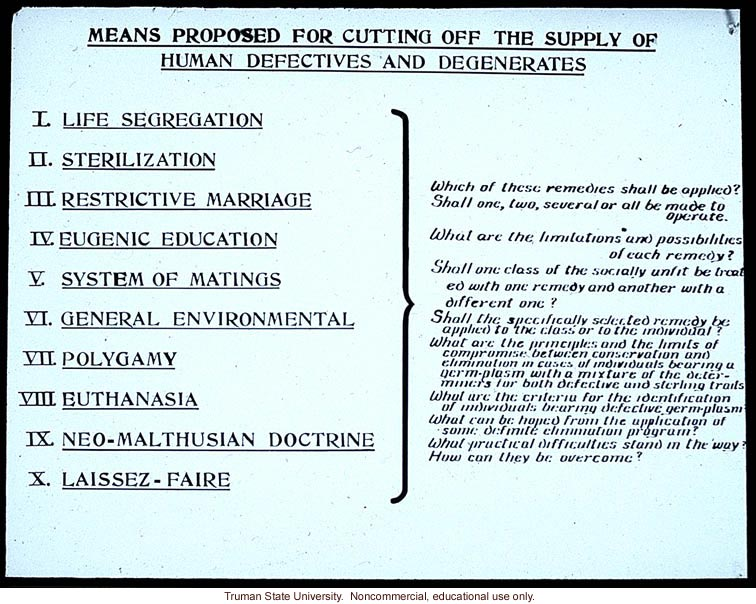 MEANS PROPOSED FOR CUTTING OFF THE SUPPLY OF
HUMAN DEFECTIVES AND DEGENERATES
I. LIFE SEGREGATION
II. STERILIZATION
III. RESTRICTIVE MARRIAGE
IV. EUGENIC EDUCATION
V. SYSTEM OF MATINGS
VI. GENERAL ENVIRONMENTAL
VII. POLYGAMY
VIII. EUTHANASIA
IX. NEO-MALTHUSIAN DOCTRINE
X. LAISSEZ-FAIRE
Which of these remedies shall be applied?
Shall one, two, several or all be made to
operate.
What are the limitations and possibilities
of each remedy?
Shall one class of the socially unfit be treat
ed with one remedy and another with a
different one?
Shall the specifically selected remedy be
applied to the class or to the individual?
What are the principles and the limits of
compromise between conservation and
elimination in cases of individuals bearing a
germ-plasm with a mixture of the deter-
miners for both defective and sterling traits
What are the criteria for the identification
of individuals bearing defective germ-plasm
What can be hoped from the application of
some definite elimination program?
What practical difficulties stand in the way?
How can they be overcome?
Truman State University. Noncommercial, educational use only.